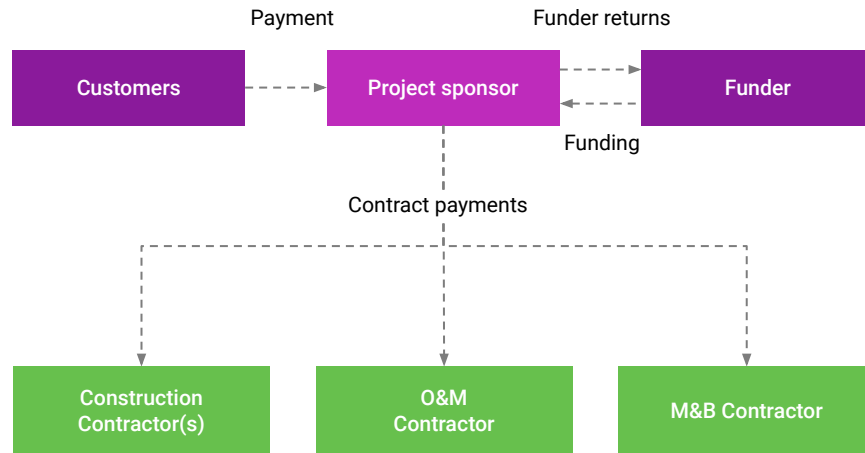 Payment
Funder returns
Customers
Project sponsor
Funder
Funding
Contract payments
Construction
Contractor(s)
O&M
Contractor
M&B Contractor